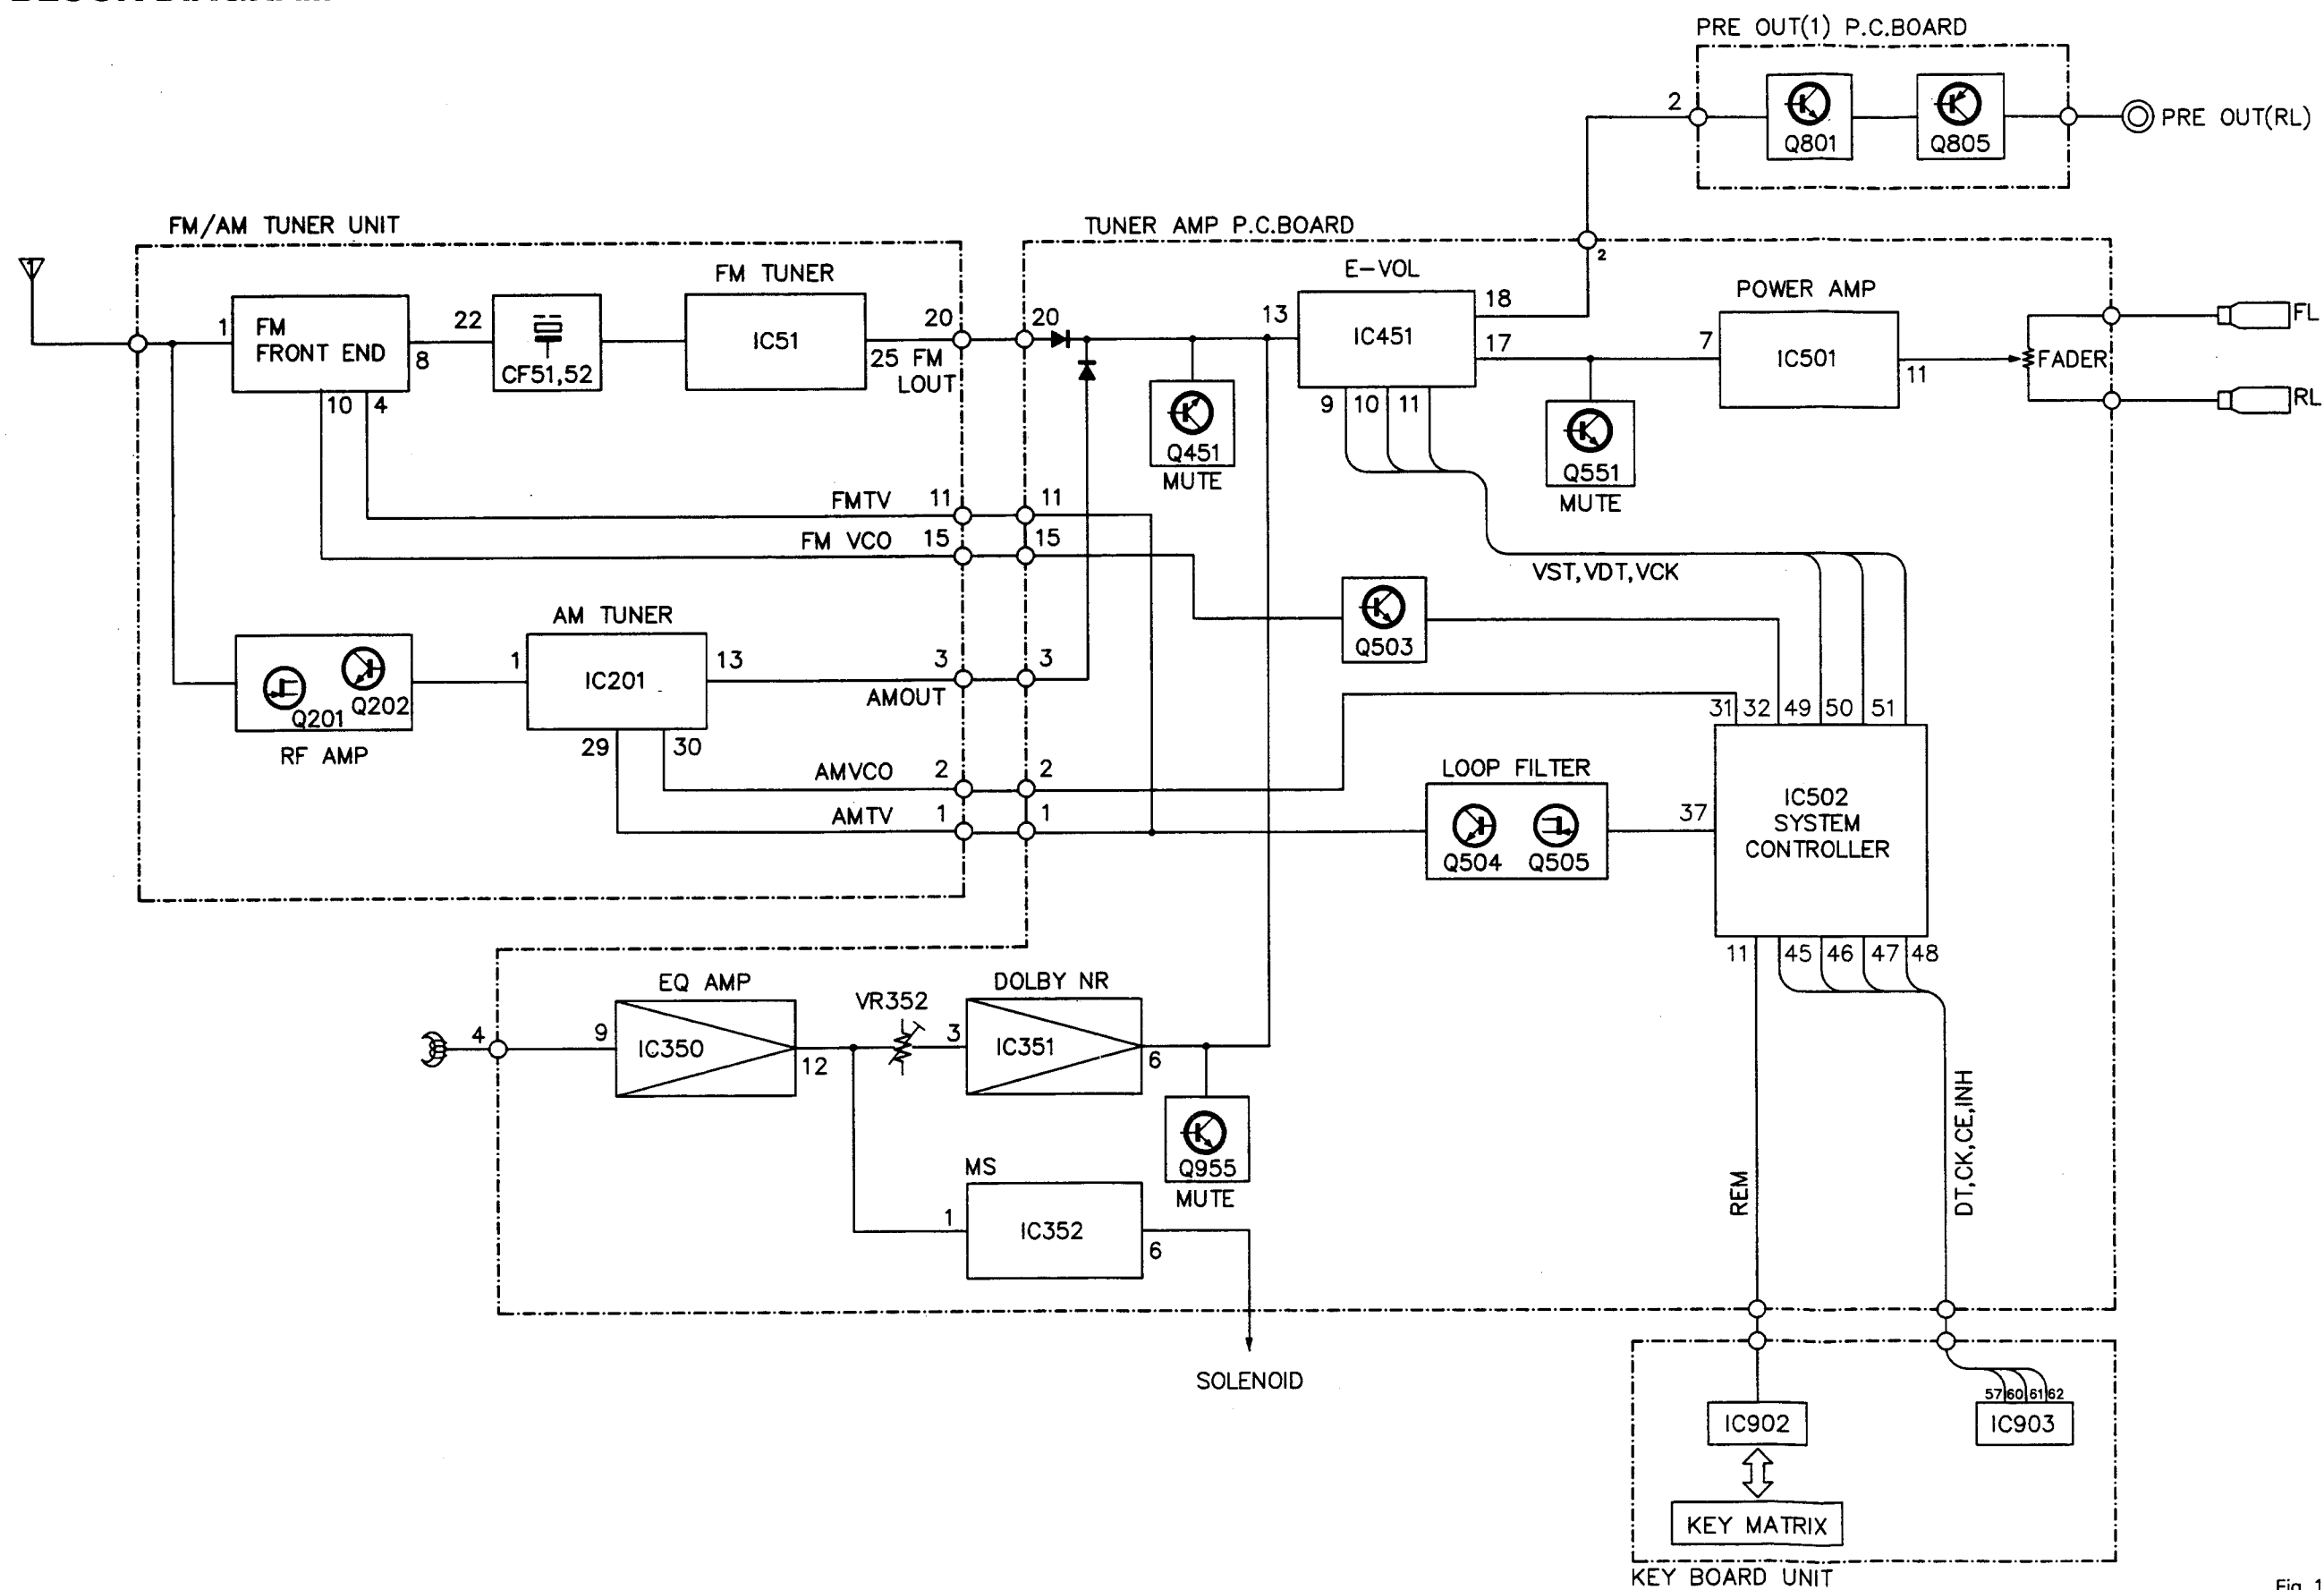 PRE OUT(1) P.C.BOARD
2
Q801
Q805
PRE OUT(RL)
FM/AM TUNER UNIT
TUNER AMP P.C.BOARD
2
FM TUNER
E-VOL
POWER AMP
1
FM
FRONT END
8
22
CF51,52
IC51
20
25 FM
LOUT
20
13
IC451
18
17
7
IC501
11
FADER
FL
RL
10 4
9 10 11
Q451
MUTE
Q551
MUTE
FMTV 11
11
FM VCO 15
15
VST,VDT,VCK
AM TUNER
Q201
Q202
RF AMP
1
IC201
13
3
AMOUT
3
Q503
29
30
31 32 49 50 51
AMVCO 2
2
AMTV 1
1
LOOP FILTER
Q504
Q505
37
IC502
SYSTEM
CONTROLLER
11 45 46 47 48
EQ AMP
VR352
DOLBY NR
4
9
IC350
12
3
IC351
6
Q955
MUTE
MS
1
IC352
6
SOLENOID
REM
DT,CK,CE,INH
57 60 61 62
IC902
IC903
KEY MATRIX
KEY BOARD UNIT